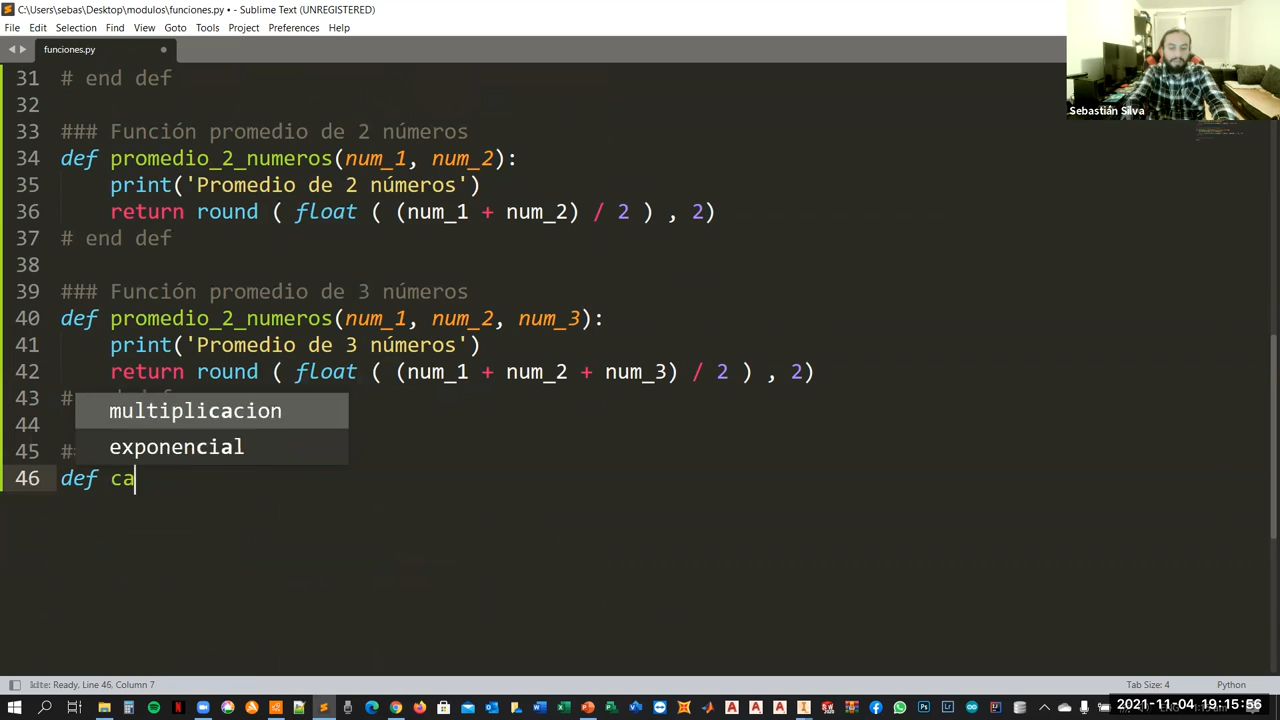 C:\Users\sebas\Desktop\modulos\funciones.py • - Sublime Text (UNREGISTERED)
File Edit Selection Find View Goto Tools Project Preferences Help
funciones.py
Sebastián Silva
31 # end def
32
33 ### Función promedio de 2 números
34 def promedio_2_numeros(num_1, num_2):
35 print('Promedio de 2 números')
36 return round ( float ( (num_1 + num_2) / 2 ) , 2)
37 # end def
38
39 ### Función promedio de 3 números
40 def promedio_2_numeros(num_1, num_2, num_3):
41 print('Promedio de 3 números')
42 return round ( float ( (num_1 + num_2 + num_3) / 2 ) , 2)
43 #
multiplicacion
44
exponencial
45 #
46 def ca
Ready, Line 46, Column 7
Tab Size: 4 Python
2021-11-04 19:15:56